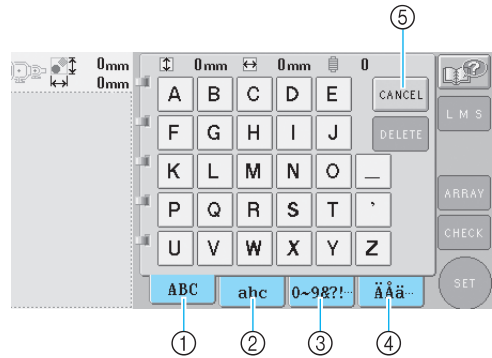 ⑤
0mm 0mm 0mm 0
0mm
A B C D E CANCEL
L M S
F G H I J DELETE
K L M N O _
ARRAY
P Q R S T '
CHECK
U V W X Y Z
ABC abc 0~9&?!… ÄÅä… SET
① ② ③ ④